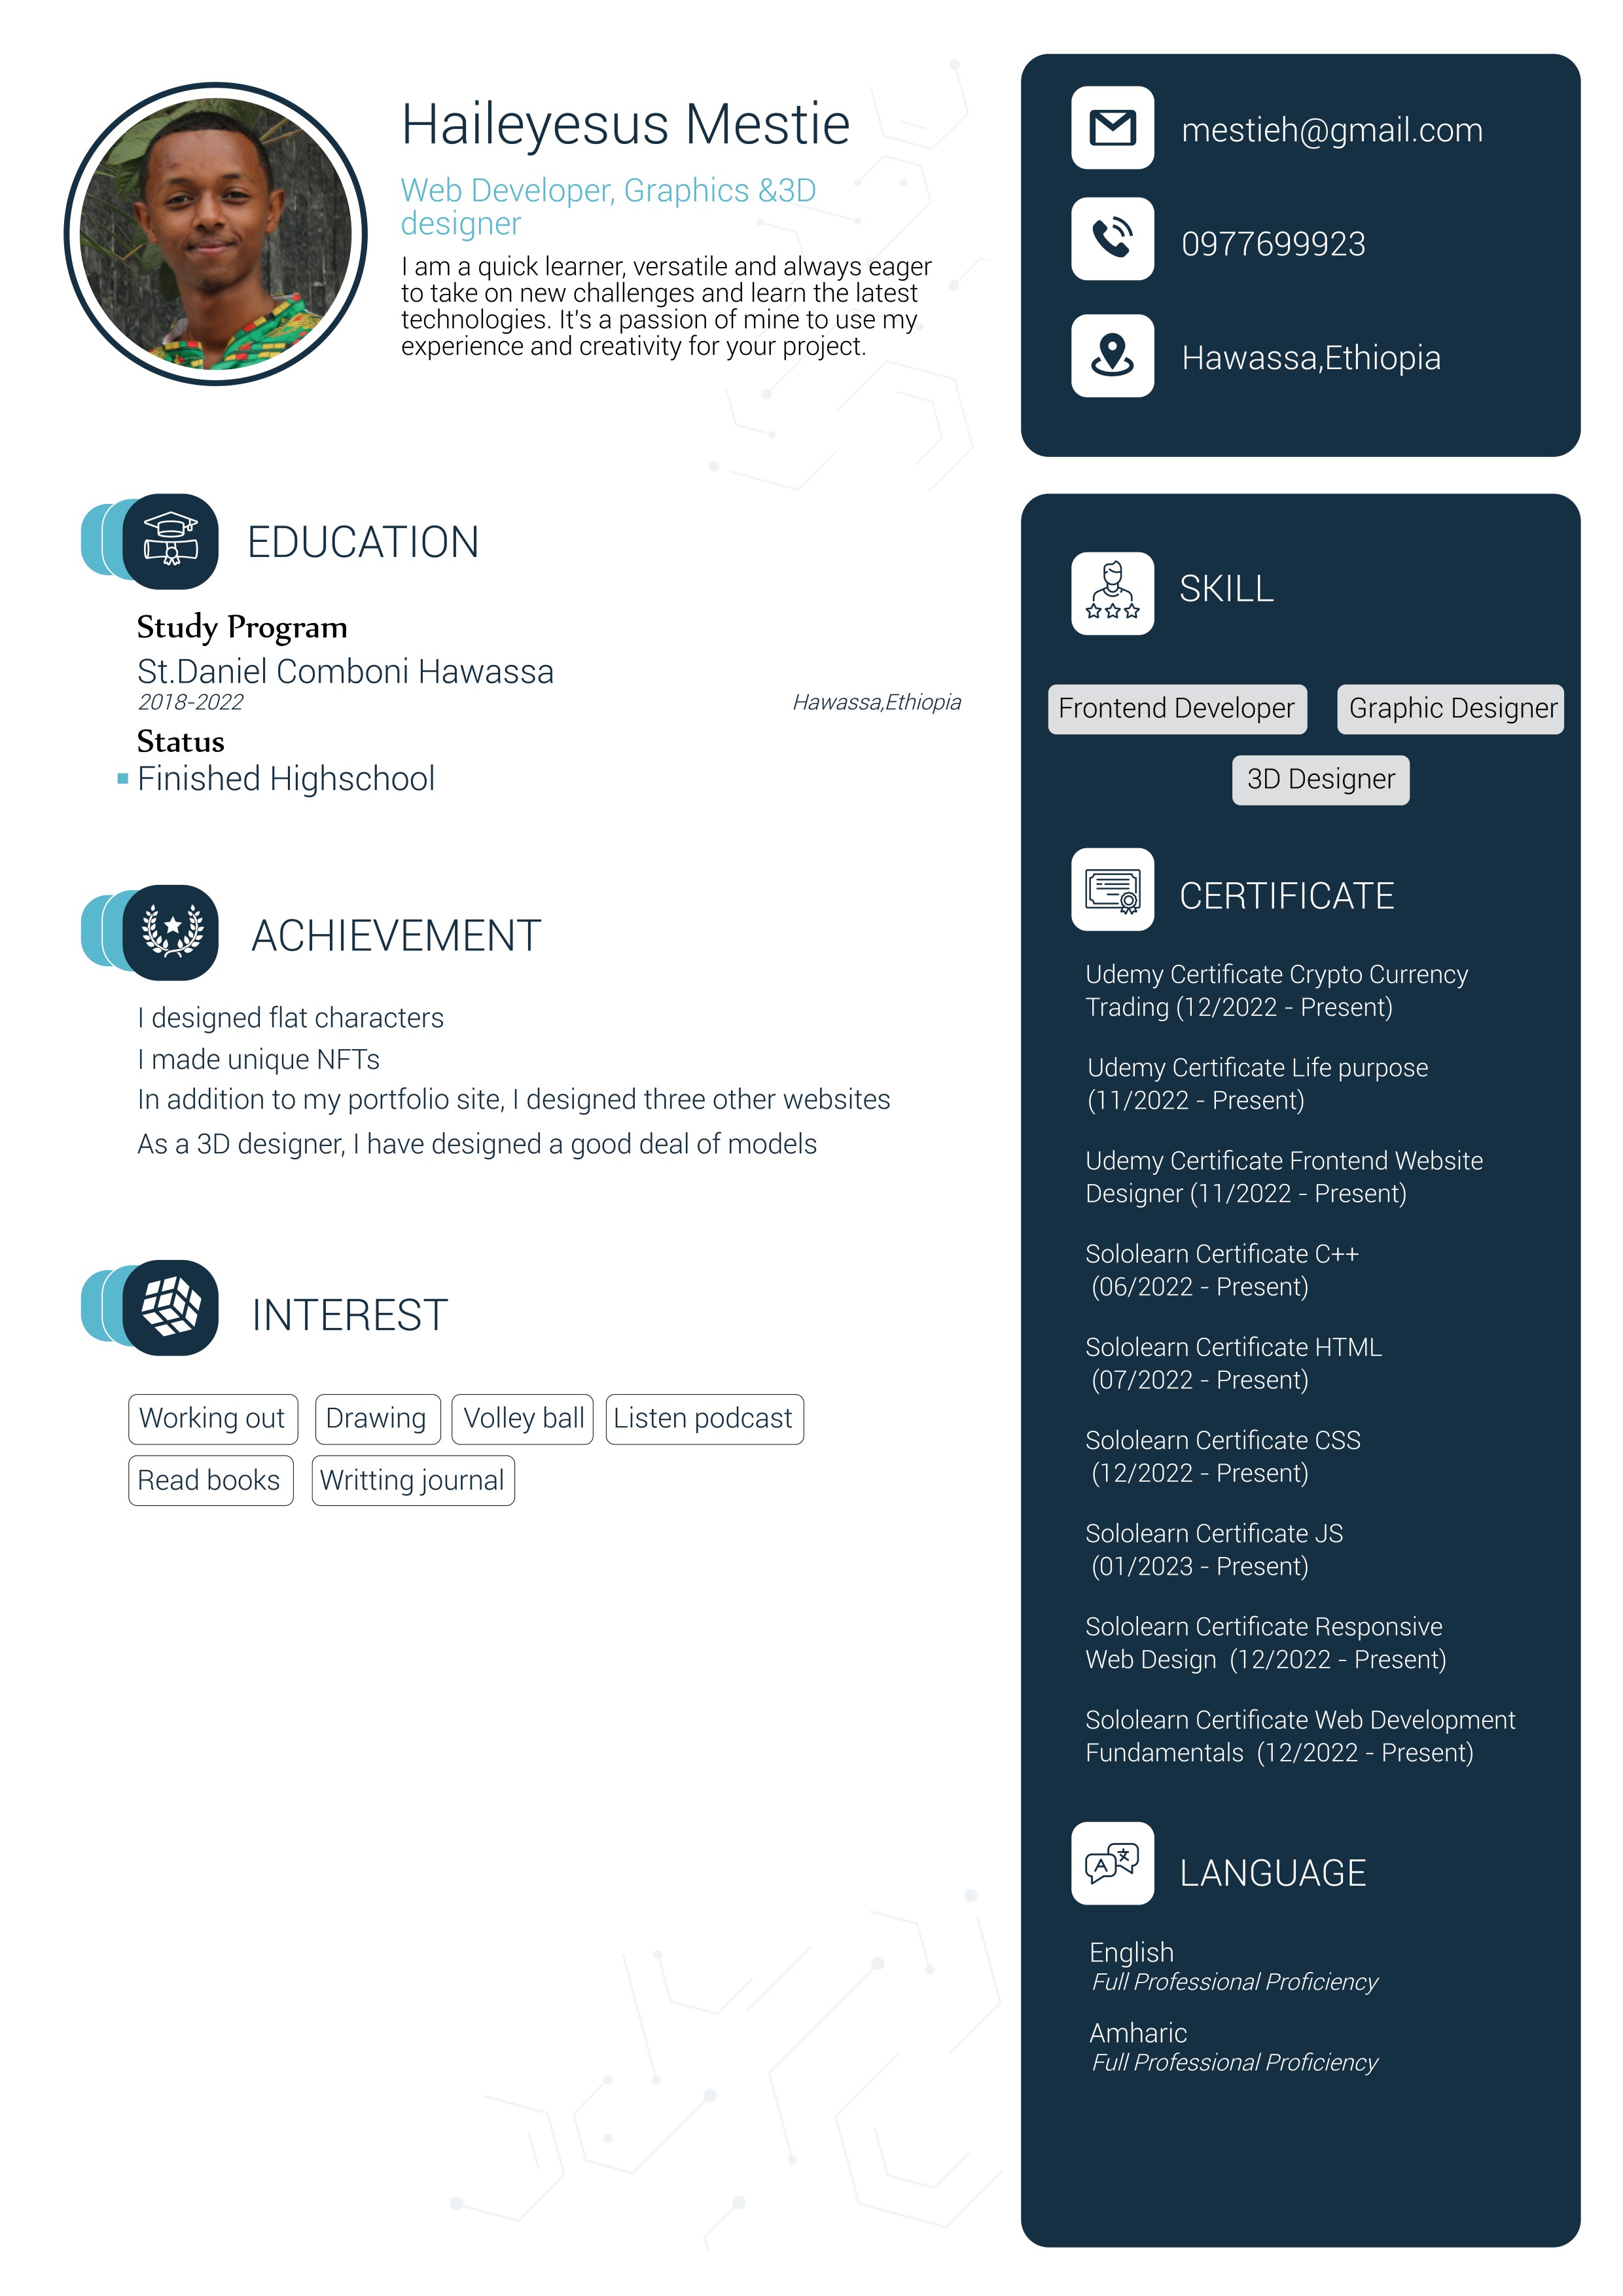 Haileyesus Mestie
Web Developer, Graphics &3D
designer
I am a quick learner, versatile and always eager
to take on new challenges and learn the latest
technologies. It's a passion of mine to use my
experience and creativity for your project.
mestieh@gmail.com
0977699923
Hawassa,Ethiopia
EDUCATION
Study Program
St.Daniel Comboni Hawassa
2018-2022 Hawassa,Ethiopia
Status
Finished Highschool
ACHIEVEMENT
I designed flat characters
I made unique NFTs
In addition to my portfolio site, I designed three other websites
As a 3D designer, I have designed a good deal of models
INTEREST
Working out Drawing Volley ball Listen podcast
Read books Writting journal
SKILL
Frontend Developer Graphic Designer
3D Designer
CERTIFICATE
Udemy Certificate Crypto Currency
Trading (12/2022 - Present)
Udemy Certificate Life purpose
(11/2022 - Present)
Udemy Certificate Frontend Website
Designer (11/2022 - Present)
Sololearn Certificate C++
(06/2022 - Present)
Sololearn Certificate HTML
(07/2022 - Present)
Sololearn Certificate CSS
(12/2022 - Present)
Sololearn Certificate JS
(01/2023 - Present)
Sololearn Certificate Responsive
Web Design (12/2022 - Present)
Sololearn Certificate Web Development
Fundamentals (12/2022 - Present)
A 文
LANGUAGE
English
Full Professional Proficiency
Amharic
Full Professional Proficiency